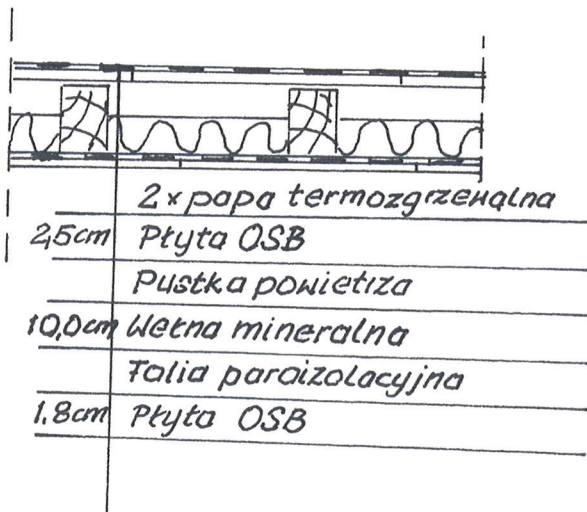 2 x papa termozgrzewalna
2,5cm Płyta OSB
Pustka powietrza
10,0cm Wełna mineralna
Folia paroizolacyjna
1.8cm Płyta OSB